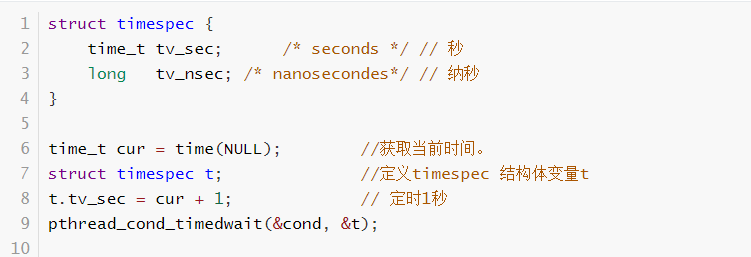 1 struct timespec {
2     time_t tv_sec;      /* seconds */ // 秒
3     long   tv_nsec; /* nanosecondes*/ // 纳秒
4 }
5
6 time_t cur = time(NULL);        //获取当前时间。
7 struct timespec t;              //定义timespec 结构体变量t
8 t.tv_sec = cur + 1;             // 定时1秒
9 pthread_cond_timedwait(&cond, &t);
10